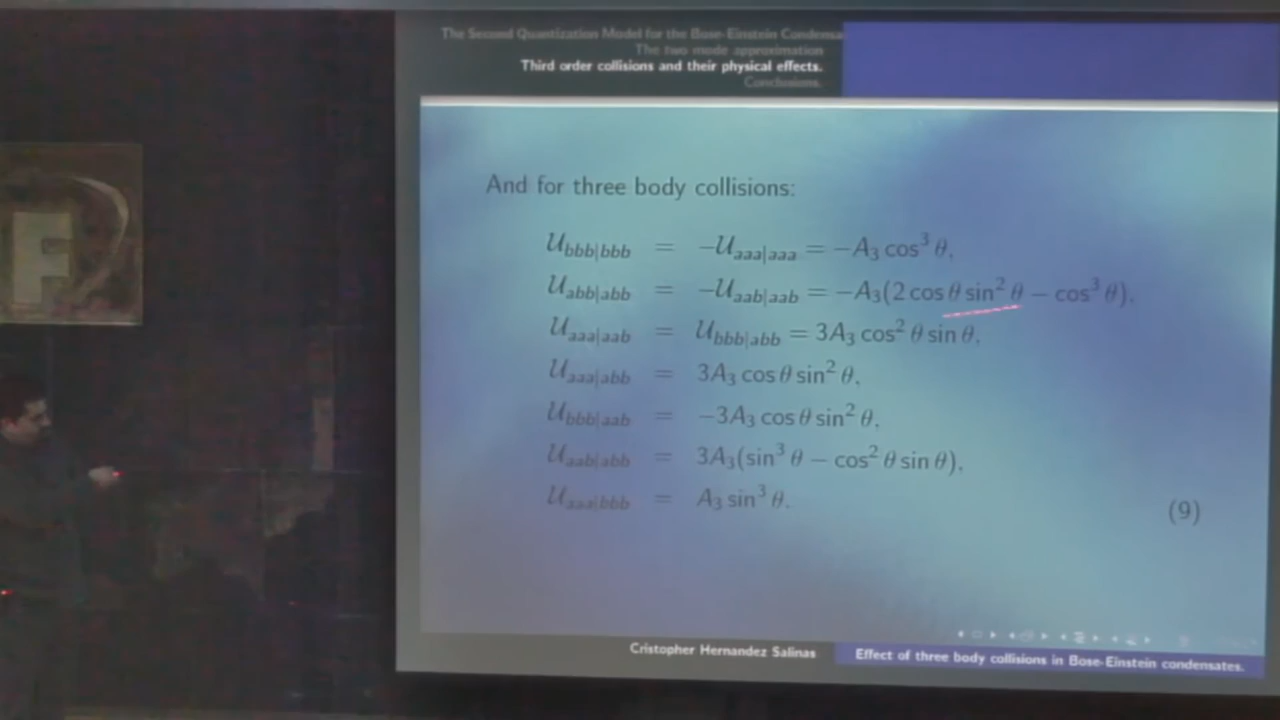 The Second Quantization Model for the Bose-Einstein Condensa
The two mode approximation
Third order collisions and their physical effects.
Conclusions.
And for three body collisions:
𝒰_{bbb|bbb} = −𝒰_{aaa|aaa} = −A₃ cos³ θ,
𝒰_{abb|abb} = −𝒰_{aab|aab} = −A₃(2 cos θ sin² θ − cos³ θ),
𝒰_{aaa|aab} = 𝒰_{bbb|abb} = 3A₃ cos² θ sin θ,
𝒰_{aaa|abb} = 3A₃ cos θ sin² θ,
𝒰_{bbb|aab} = −3A₃ cos θ sin² θ,
𝒰_{aab|abb} = 3A₃(sin³ θ − cos² θ sin θ),
𝒰_{aaa|bbb} = A₃ sin³ θ.
(9)
Cristopher Hernandez Salinas
Effect of three body collisions in Bose-Einstein condensates.
F